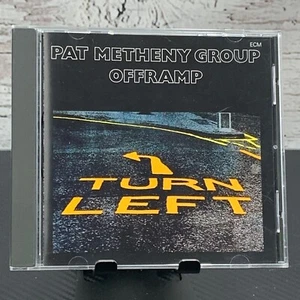 ECM
PAT METHENY GROUP
OFFRAMP
TURN
LEFT